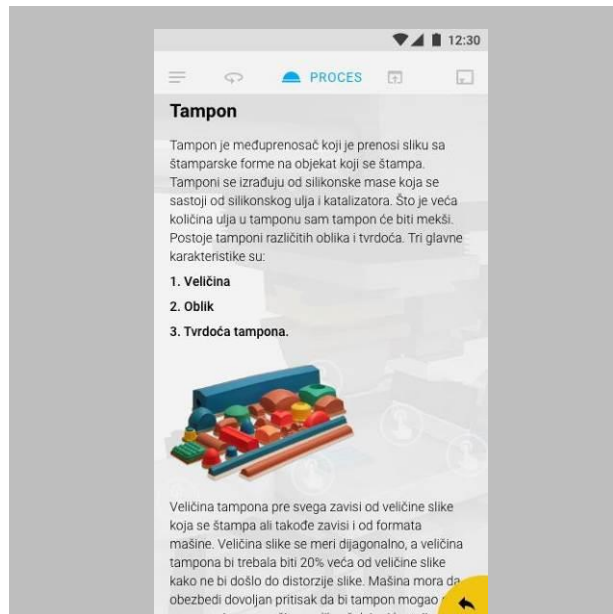 12:30
PROCES
Tampon
Tampon je međuprenosač koji je prenosi sliku sa
štamparske forme na objekat koji se štampa.
Tamponi se izrađuju od silikonske mase koja se
sastoji od silikonskog ulja i katalizatora. Što je veća
količina ulja u tamponu sam tampon će biti mekši.
Postoje tamponi različitih oblika i tvrdoća. Tri glavne
karakteristike su:
1. Veličina
2. Oblik
3. Tvrdoća tampona.
Veličina tampona pre svega zavisi od veličine slike
koja se štampa ali takođe zavisi i od formata
mašine. Veličina slike se meri dijagonalno, a veličina
tampona bi trebala biti 20% veća od veličine slike
kako ne bi došlo do distorzije slike. Mašina mora da
obezbedi dovoljan pritisak da bi tampon mogao